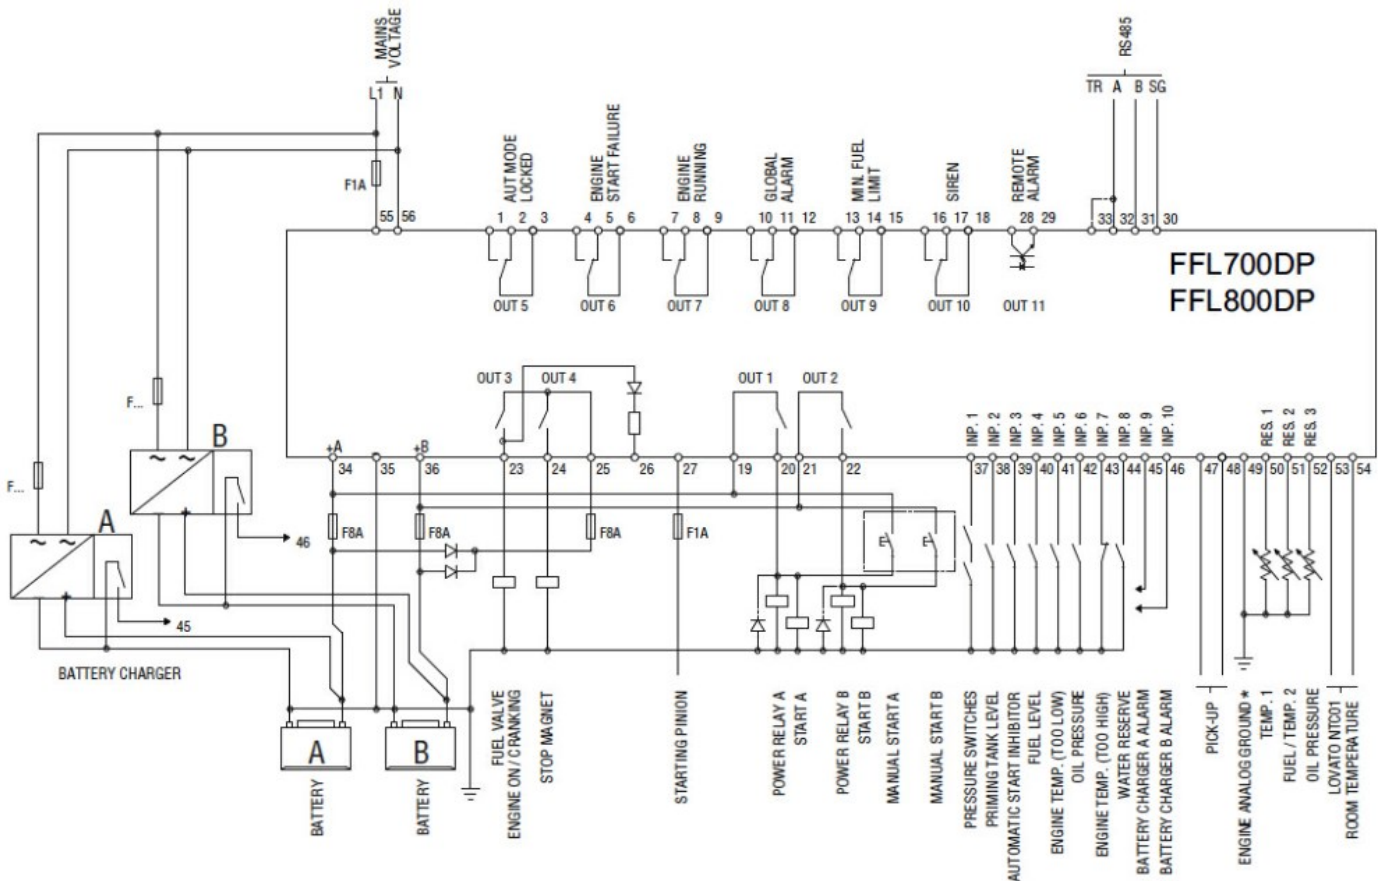 MAINS
VOLTAGE
L1 N
RS485
TR A B SG
F1A
AUT MODE
LOCKED
ENGINE
START FAILURE
ENGINE
RUNNING
GLOBAL
ALARM
MIN. FUEL
LIMIT
SIREN
REMOTE
ALARM
55 56
1 2 3
4 5 6
7 8 9
10 11 12
13 14 15
16 17 18
28 29
33 32 31 30
OUT 5
OUT 6
OUT 7
OUT 8
OUT 9
OUT 10
OUT 11
FFL700DP
FFL800DP
F...
F...
B
~ ~
- +
46
A
~ ~
- +
45
BATTERY CHARGER
OUT 3
OUT 4
OUT 1
OUT 2
+A
-
+B
34 35 36 23 24 25 26 27 19 20 21 22
INP. 1
INP. 2
INP. 3
INP. 4
INP. 5
INP. 6
INP. 7
INP. 8
INP. 9
INP. 10
RES. 1
RES. 2
RES. 3
37 38 39 40 41 42 43 44 45 46 47 48 49 50 51 52 53 54
F8A
F8A
F8A
F1A
A
BATTERY
B
BATTERY
FUEL VALVE
ENGINE ON / CRANKING
STOP MAGNET
STARTING PINION
POWER RELAY A
START A
POWER RELAY B
START B
MANUAL START A
MANUAL START B
PRESSURE SWITCHES
PRIMING TANK LEVEL
AUTOMATIC START INHIBITOR
FUEL LEVEL
ENGINE TEMP. (TOO LOW)
OIL PRESSURE
ENGINE TEMP. (TOO HIGH)
WATER RESERVE
BATTERY CHARGER A ALARM
BATTERY CHARGER B ALARM
PICK-UP
ENGINE ANALOG GROUND *
TEMP. 1
FUEL / TEMP. 2
OIL PRESSURE
LOVATO NTC01
ROOM TEMPERATURE